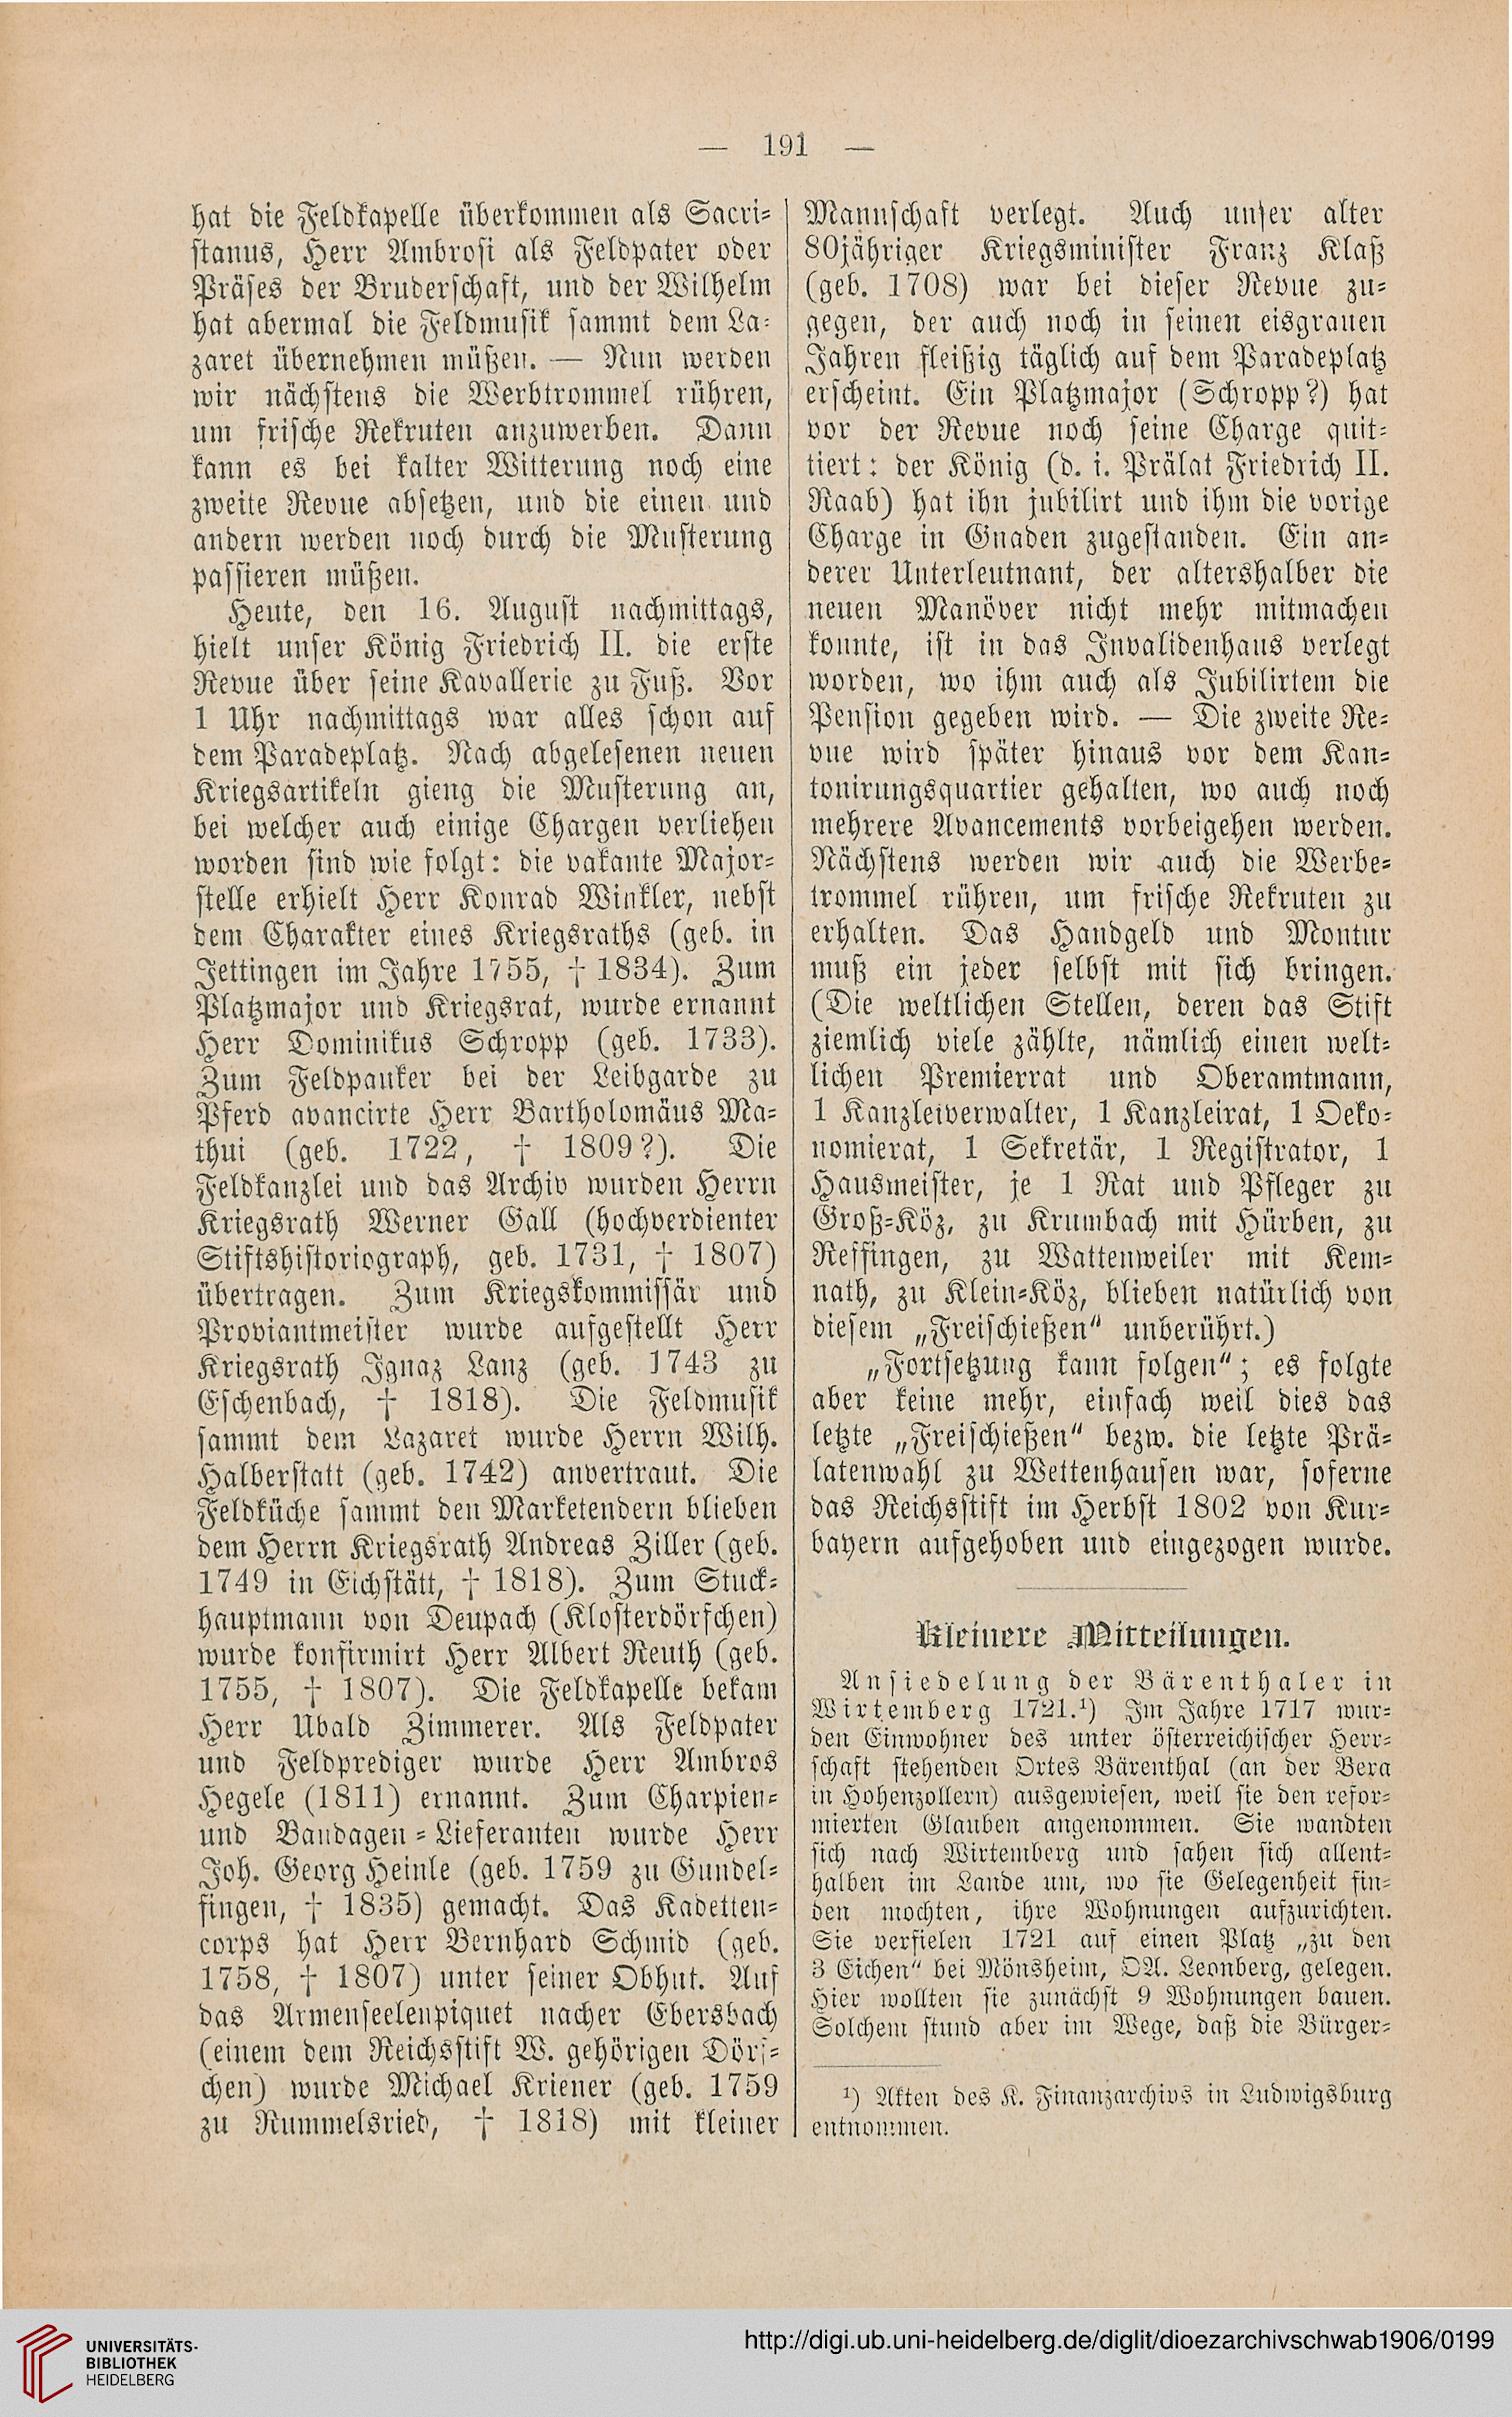 — 191 —
hat die Feldkapelle überkommen als Sacri-
stanus, Herr Ambrosi als Feldpater oder
Präses der Bruderschaft, und der Wilhelm
hat abermal die Feldmusik sammt dem La-
zaret übernehmen müßen. — Nun werden
wir nächstens die Werbtrommel rühren,
um frische Rekruten anzuwerben. Dann
kann es bei kalter Witterung noch eine
zweite Revue absetzen, und die einen und
andern werden noch durch die Musterung
passieren müßen.
Heute, den 16. August nachmittags,
hielt unser König Friedrich II. die erste
Revue über seine Kavallerie zu Fuß. Vor
1 Uhr nachmittags war alles schon auf
dem Paradeplatz. Nach abgelesenen neuen
Kriegsartikeln gieng die Musterung an,
bei welcher auch einige Chargen verliehen
worden sind wie folgt: die vakante Major-
stelle erhielt Herr Konrad Winkler, nebst
dem Charakter eines Kriegsraths (geb. in
Jettingen im Jahre 1755, † 1834). Zum
Platzmajor und Kriegsrat, wurde ernannt
Herr Dominikus Schropp (geb. 1733).
Zum Feldpauker bei der Leibgarde zu
Pferd avancirte Herr Bartholomäus Ma-
thui (geb. 1722, † 1809?). Die
Feldkanzlei und das Archiv wurden Herrn
Kriegsrath Werner Gall (hochverdienter
Stiftshistoriograph, geb. 1731, † 1807)
übertragen. Zum Kriegskommissär und
Proviantmeister wurde aufgestellt Herr
Kriegsrath Ignaz Lanz (geb. 1743 zu
Eschenbach, † 1818). Die Feldmusik
sammt dem Lazaret wurde Herrn Wilh.
Halberstatt (geb. 1742) anvertraut. Die
Feldküche sammt den Marketendern blieben
dem Herrn Kriegsrath Andreas Ziller (geb.
1749 in Eichstätt, † 1818). Zum Stuck-
hauptmann von Deupach (Klosterdörfchen)
wurde konfirmirt Herr Albert Reuth (geb.
1755, † 1807). Die Feldkapelle bekam
Herr Ubald Zimmerer. Als Feldpater
und Feldprediger wurde Herr Ambros
Hegele (1811) ernannt. Zum Charpien-
und Bandagen-Lieferanten wurde Herr
Joh. Georg Heinle (geb. 1759 zu Gundel-
fingen, † 1835) gemacht. Das Kadetten-
corps hat Herr Bernhard Schmid (geb.
1758, † 1807) unter seiner Obhut. Auf
das Armenseelenpiquet nacher Ebersbach
(einem dem Reichsstift W. gehörigen Dörf-
chen) wurde Michael Kriener (geb. 1759
zu Rummelsried, † 1818) mit kleiner
Mannschaft verlegt. Auch unser alter
80jähriger Kriegsminister Franz Klaß
(geb. 1708) war bei dieser Revue zu-
gegen, der auch noch in seinen eisgrauen
Jahren fleißig täglich auf dem Paradeplatz
erscheint. Ein Platzmajor (Schropp?) hat
vor der Revue noch seine Charge quit-
tiert: der König (d. i. Prälat Friedrich II.
Raab) hat ihn jubilirt und ihm die vorige
Charge in Gnaden zugestanden. Ein an-
derer Unterleutnant, der altershalber die
neuen Manöver nicht mehr mitmachen
konnte, ist in das Invalidenhaus verlegt
worden, wo ihm auch als Jubilirtem die
Pension gegeben wird. — Die zweite Re-
vue wird später hinaus vor dem Kan-
tonirungsquartier gehalten, wo auch noch
mehrere Avancements vorbeigehen werden.
Nächstens werden wir auch die Werbe-
trommel rühren, um frische Rekruten zu
erhalten. Das Handgeld und Montur
muß ein jeder selbst mit sich bringen.
(Die weltlichen Stellen, deren das Stift
ziemlich viele zählte, nämlich einen welt-
lichen Premierrat und Oberamtmann,
1 Kanzleiverwalter, 1 Kanzleirat, 1 Oeko-
nomierat, 1 Sekretär, 1 Registrator, 1
Hausmeister, je 1 Rat und Pfleger zu
Groß-Köz, zu Krumbach mit Hürben, zu
Reffingen, zu Wattenweiler mit Kem-
nath, zu Klein-Köz, blieben natürlich von
diesem „Freischießen“ unberührt.)
„Fortsetzung kann folgen“; es folgte
aber keine mehr, einfach weil dies das
letzte „Freischießen“ bezw. die letzte Prä-
latenwahl zu Wettenhausen war, soferne
das Reichsstift im Herbst 1802 von Kur-
bayern aufgehoben und eingezogen wurde.
Kleinere Mitteilungen.
Ansiedelung der Bärenthaler in
Wirtemberg 1721.¹) Im Jahre 1717 wur-
den Einwohner des unter österreichischer Herr-
schaft stehenden Ortes Bärenthal (an der Bera
in Hohenzollern) ausgewiesen, weil sie den refor-
mierten Glauben angenommen. Sie wandten
sich nach Wirtemberg und sahen sich allent-
halben im Lande um, wo sie Gelegenheit fin-
den mochten, ihre Wohnungen aufzurichten.
Sie verfielen 1721 auf einen Platz „zu den
3 Eichen“ bei Mönsheim, OA. Leonberg, gelegen.
Hier wollten sie zunächst 9 Wohnungen bauen.
Solchem stund aber im Wege, daß die Bürger-
¹) Akten des K. Finanzarchivs in Ludwigsburg
entnommen.
UNIVERSITÄTS-
BIBLIOTHEK
HEIDELBERG
http://digi.ub.uni-heidelberg.de/diglit/dioezarchivschwab1906/0199